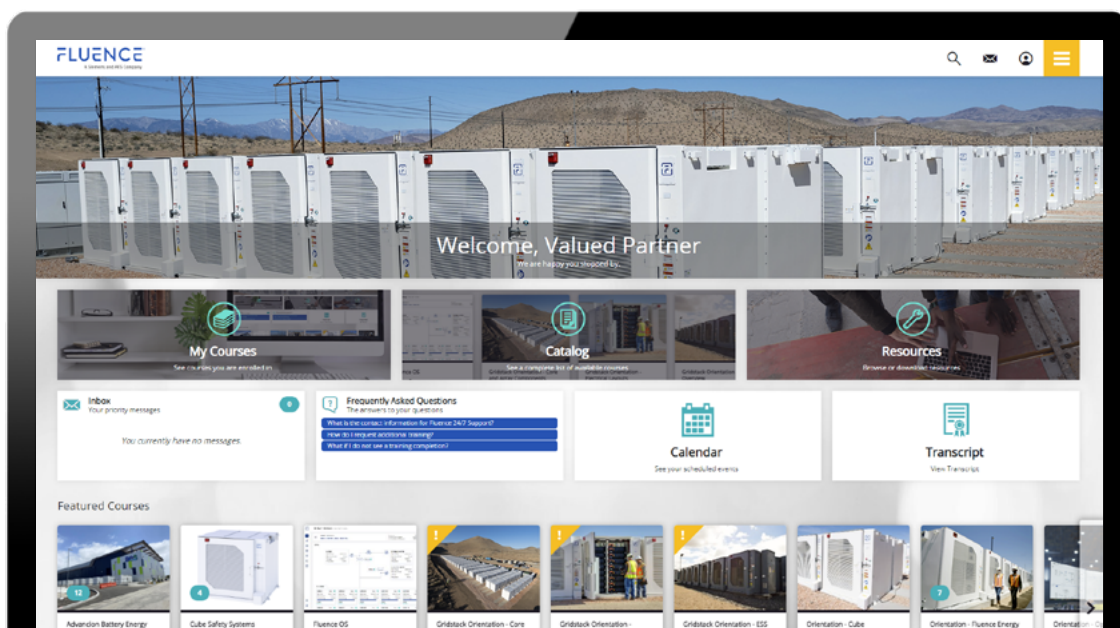 FLUENCE
A Siemens and AES Company
Welcome, Valued Partner
We are happy you stopped by.
My Courses
See courses you are enrolled in
Catalog
See a complete list of available courses
Resources
Browse or download resources
Inbox
Your priority messages
0
You currently have no messages.
Frequently Asked Questions
The answers to your questions
What is the contact information for Fluence 24/7 Support?
How do I request additional training?
What if I do not see a training completion?
Calendar
See your scheduled events
Transcript
View Transcript
Featured Courses
12
Advancion Battery Energy
4
Cube Safety Systems
Fluence OS
!
Gridstack Orientation - Core
!
Gridstack Orientation -
!
Gridstack Orientation - ESS
Orientation - Cube
7
Orientation - Fluence Energy
Orientation -